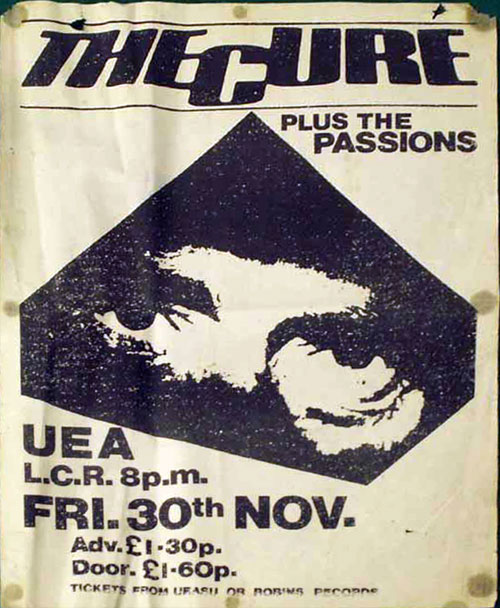 THE CURE
PLUS THE
PASSIONS
UEA
L.C.R. 8p.m.
FRI. 30th NOV.
Adv. £1·30p.
Door. £1·60p.
TICKETS FROM UEASU OR ROBINS RECORDS